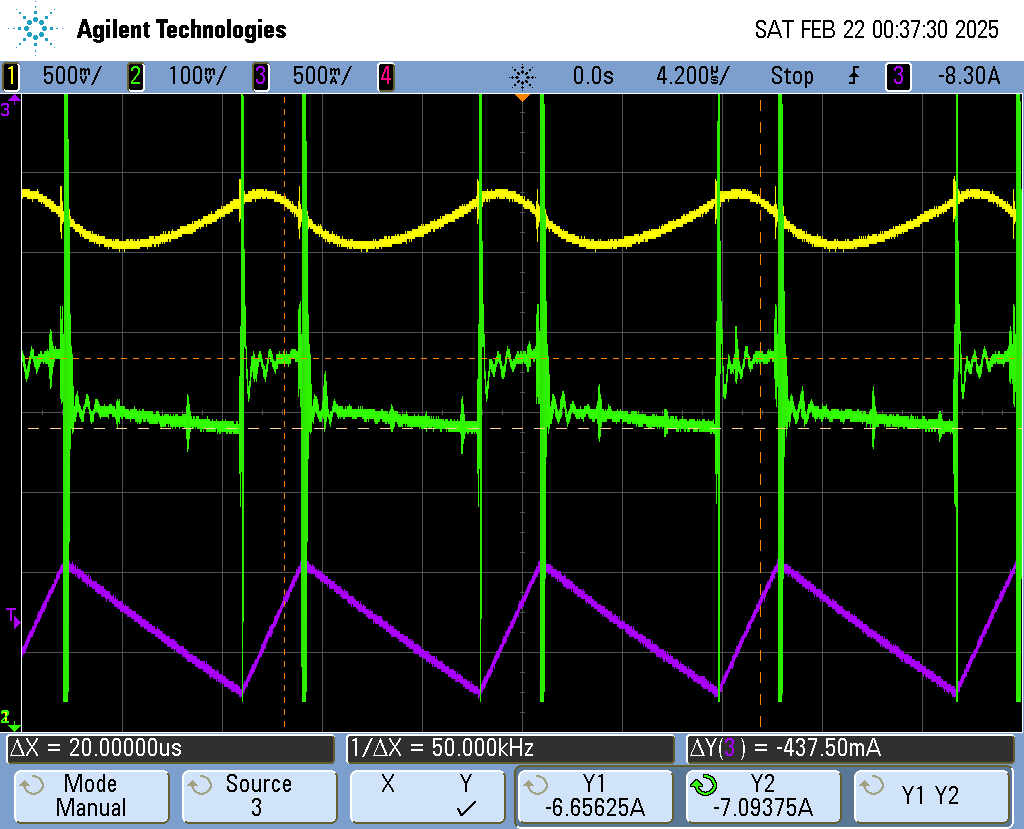 Agilent Technologies SAT FEB 22 00:37:30 2025
1 500mV/ 2 100mV/ 3 500mA/ 4 0.0s 4.200us/ Stop 3 -8.30A
3
T
2
ΔX = 20.00000us 1/ΔX = 50.000kHz ΔY(3) = -437.50mA
Mode Source X Y Y1 Y2 Y1 Y2
Manual 3 -6.65625A -7.09375A